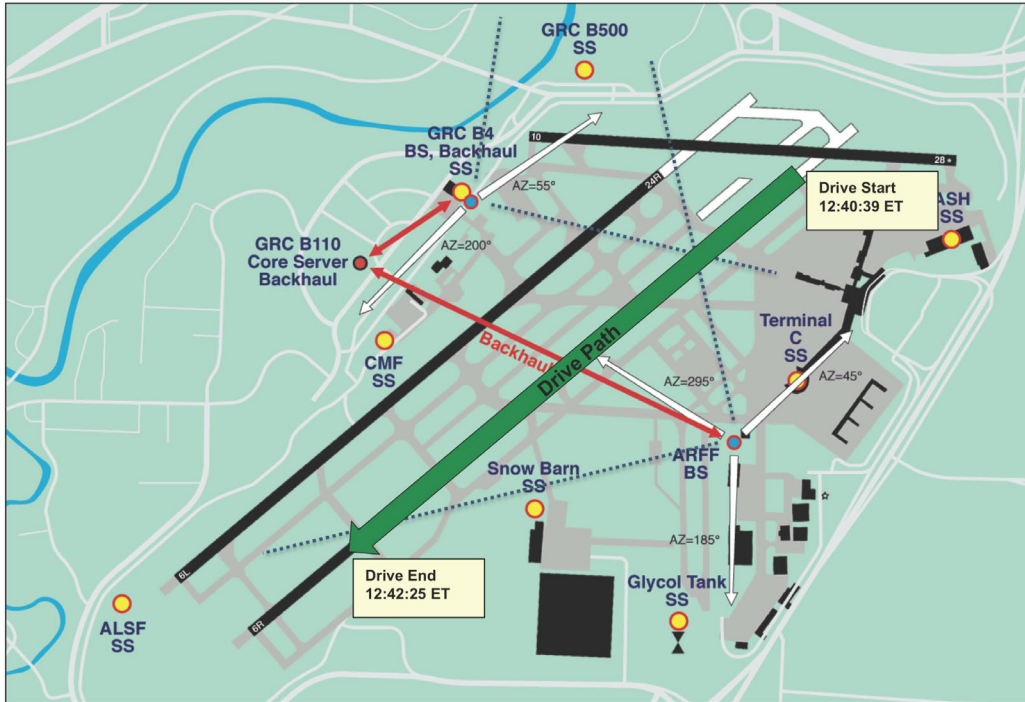 GRC B500
SS
GRC B4
BS, Backhaul
SS
10
28
24R
AZ=55°
Drive Start
12:40:39 ET
ASH
SS
AZ=200°
GRC B110
Core Server
Backhaul
CMF
SS
Backhaul
Drive Path
Terminal
C
SS
AZ=295°
AZ=45°
ARFF
BS
Snow Barn
SS
AZ=185°
Drive End
12:42:25 ET
Glycol Tank
SS
6L
6R
ALSF
SS